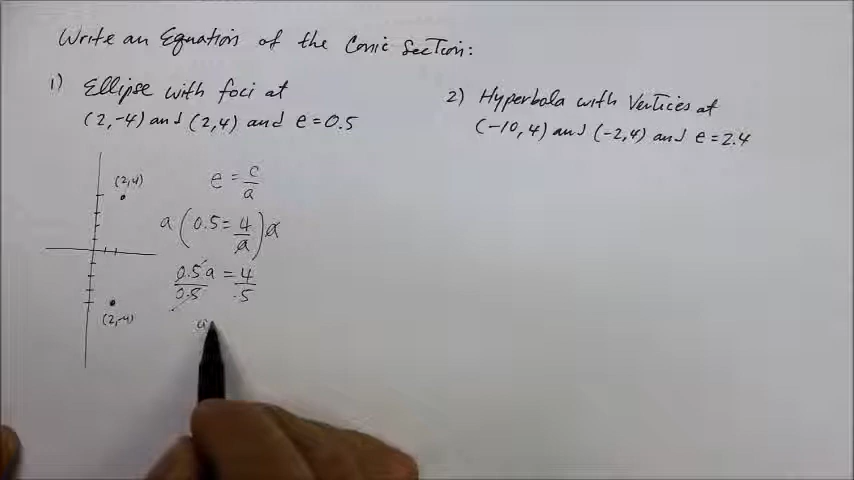 Write an Equation of the Conic Section:
1) Ellipse with foci at
(2,-4) and (2,4) and e = 0.5
2) Hyperbola with Vertices at
(-10,4) and (-2,4) and e = 2.4
(2,4)
(2,-4)
e = c/a
a (0.5 = 4/a) a
0.5a/0.5 = 4/.5
a